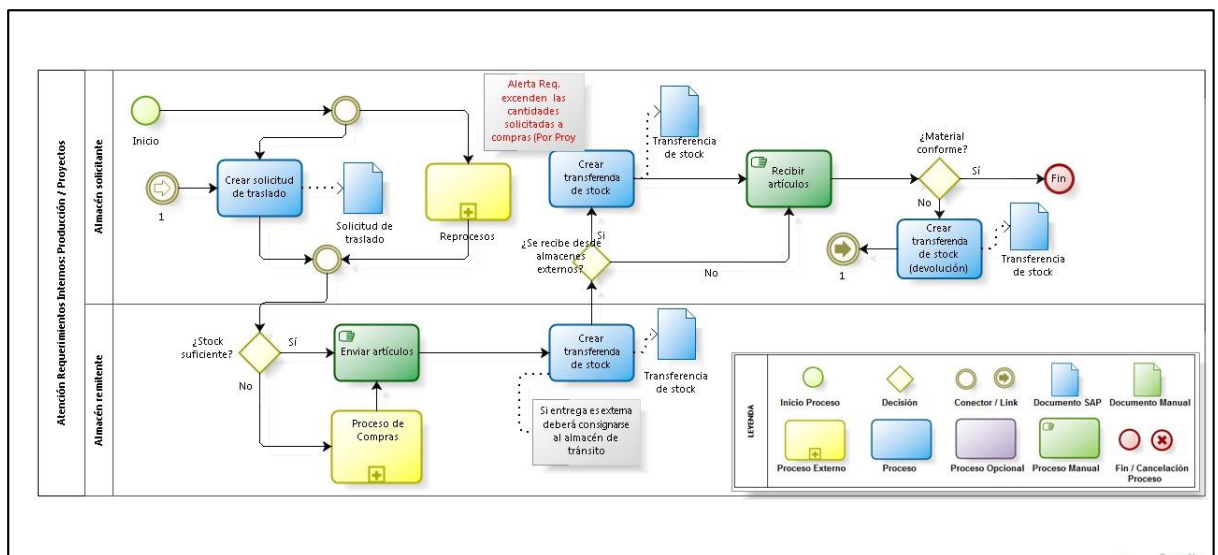 Atención Requerimientos Internos: Producción / Proyectos
Almacén solicitante
Inicio
1
Crear solicitud
de traslado
Solicitud de
traslado
Reprocesos
Alerta Req.
excenden las
cantidades
solicitadas a
compras (Por Proy
Crear
transferenda
de stock
Transferencia
de stock
Recibir
artículos
¿Se recibe desde
almacenes
externos?
Si
No
¿Material
conforme?
Sí
Fin
No
Crear
transferenda
de stock
(devolución)
Transferencia
de stock
1
Almacén remitente
¿Stock
suficiente?
Sí
No
Enviar artículos
Proceso de
Compras
Crear
transferenda
de stock
Transferencia
de stock
Si entrega es externa
deberá consignarse
al almacén de
tránsito
LEYENDA
Inicio Proceso
Decisión
Conector / Link
Documento SAP
Documento Manual
Proceso Externo
Proceso
Proceso Opcional
Proceso Manual
Fin / Cancelación
Proceso